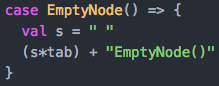 case EmptyNode() => {
  val s = " "
  (s*tab) + "EmptyNode()"
}